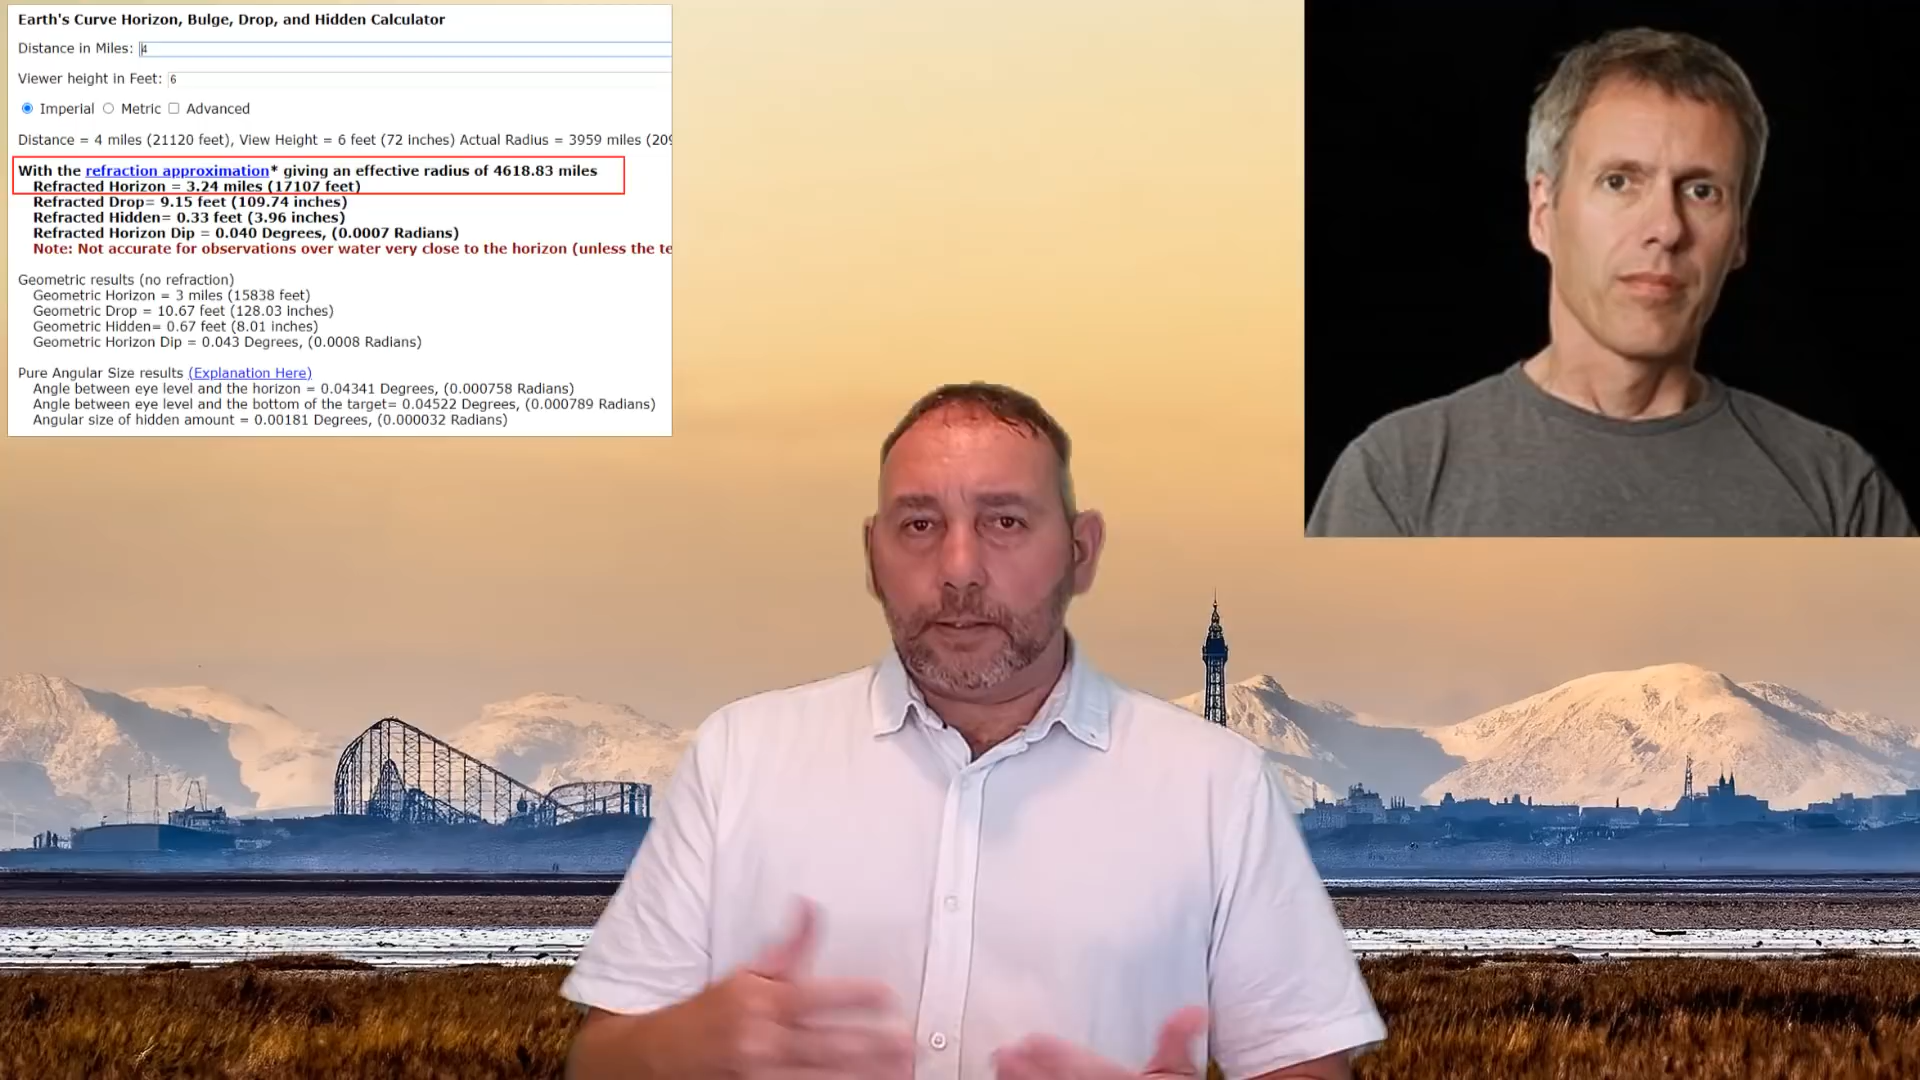 Earth's Curve Horizon, Bulge, Drop, and Hidden Calculator
Distance in Miles: 4
Viewer height in Feet: 6
Imperial Metric Advanced
Distance = 4 miles (21120 feet), View Height = 6 feet (72 inches) Actual Radius = 3959 miles (209
With the refraction approximation* giving an effective radius of 4618.83 miles
Refracted Horizon = 3.24 miles (17107 feet)
Refracted Drop= 9.15 feet (109.74 inches)
Refracted Hidden= 0.33 feet (3.96 inches)
Refracted Horizon Dip = 0.040 Degrees, (0.0007 Radians)
Note: Not accurate for observations over water very close to the horizon (unless the te
Geometric results (no refraction)
Geometric Horizon = 3 miles (15838 feet)
Geometric Drop = 10.67 feet (128.03 inches)
Geometric Hidden= 0.67 feet (8.01 inches)
Geometric Horizon Dip = 0.043 Degrees, (0.0008 Radians)
Pure Angular Size results (Explanation Here)
Angle between eye level and the horizon = 0.04341 Degrees, (0.000758 Radians)
Angle between eye level and the bottom of the target= 0.04522 Degrees, (0.000789 Radians)
Angular size of hidden amount = 0.00181 Degrees, (0.000032 Radians)